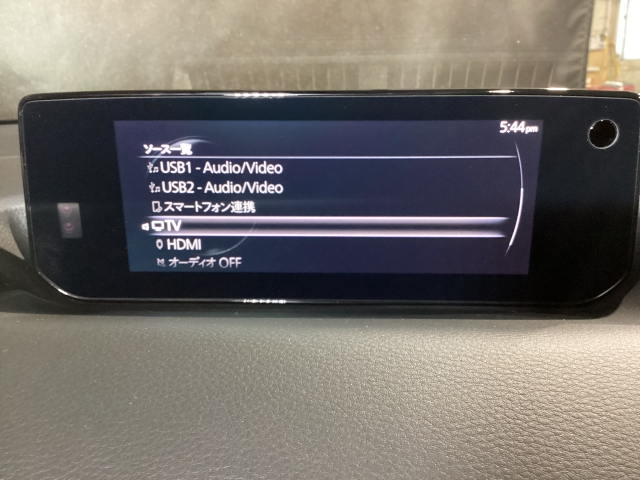 5:44pm
ソース一覧
USB1 - Audio/Video
USB2 - Audio/Video
スマートフォン連携
TV
HDMI
オーディオ OFF